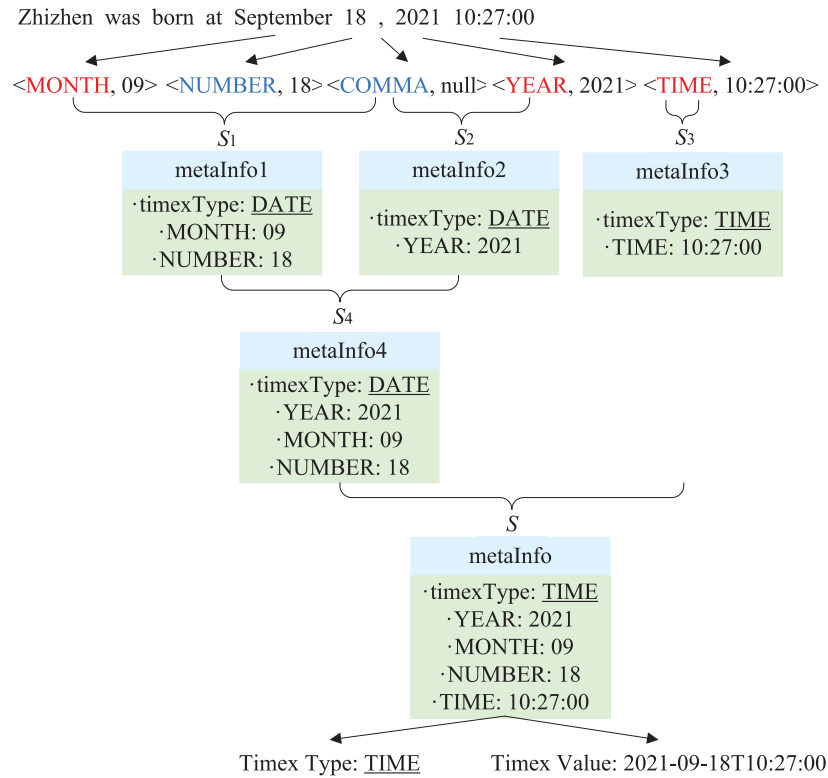 Zhizhen was born at September 18 , 2021 10:27:00
<MONTH, 09> <NUMBER, 18> <COMMA, null> <YEAR, 2021> <TIME, 10:27:00>
S1 S2 S3
metaInfo1 metaInfo2 metaInfo3
·timexType: DATE
·MONTH: 09
·NUMBER: 18
·timexType: DATE
·YEAR: 2021
·timexType: TIME
·TIME: 10:27:00
S4
metaInfo4
·timexType: DATE
·YEAR: 2021
·MONTH: 09
·NUMBER: 18
S
metaInfo
·timexType: TIME
·YEAR: 2021
·MONTH: 09
·NUMBER: 18
·TIME: 10:27:00
Timex Type: TIME Timex Value: 2021-09-18T10:27:00